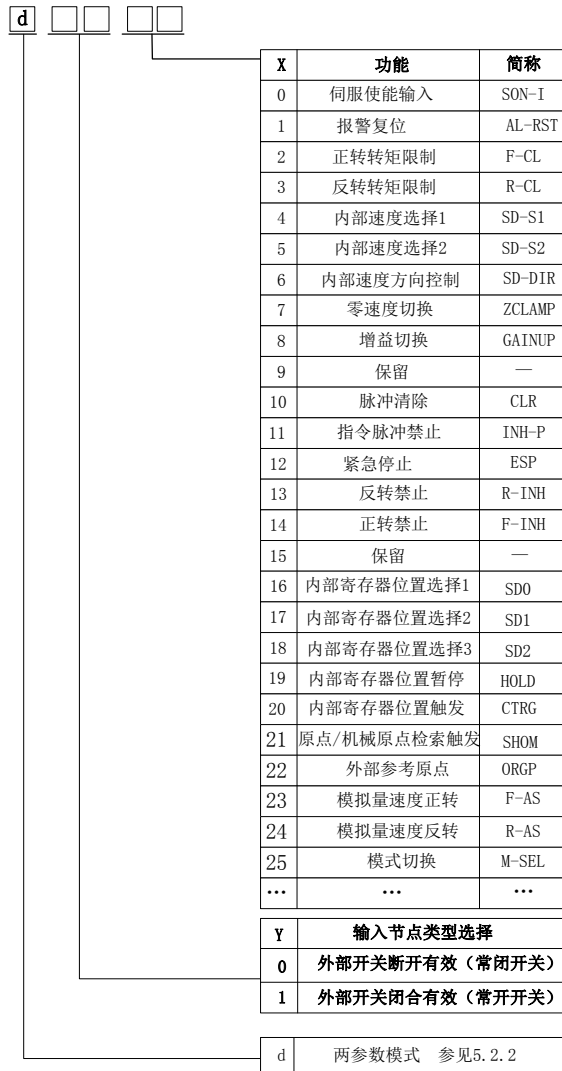 d
X 功能 简称
0 伺服使能输入 SON-I
1 报警复位 AL-RST
2 正转转矩限制 F-CL
3 反转转矩限制 R-CL
4 内部速度选择1 SD-S1
5 内部速度选择2 SD-S2
6 内部速度方向控制 SD-DIR
7 零速度切换 ZCLAMP
8 增益切换 GAINUP
9 保留 —
10 脉冲清除 CLR
11 指令脉冲禁止 INH-P
12 紧急停止 ESP
13 反转禁止 R-INH
14 正转禁止 F-INH
15 保留 —
16 内部寄存器位置选择1 SD0
17 内部寄存器位置选择2 SD1
18 内部寄存器位置选择3 SD2
19 内部寄存器位置暂停 HOLD
20 内部寄存器位置触发 CTRG
21 原点/机械原点检索触发 SHOM
22 外部参考原点 ORGP
23 模拟量速度正转 F-AS
24 模拟量速度反转 R-AS
25 模式切换 M-SEL
… … …
Y 输入节点类型选择
0 外部开关断开有效（常闭开关）
1 外部开关闭合有效（常开开关）
d 两参数模式 参见5.2.2